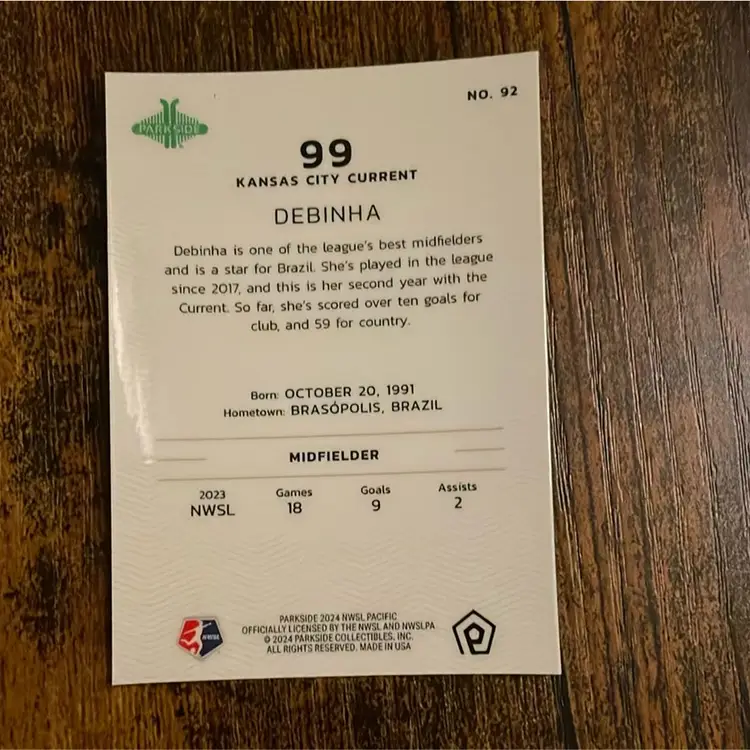 PARKSIDE
NO. 92
99
KANSAS CITY CURRENT
DEBINHA
Debinha is one of the league's best midfielders
and is a star for Brazil. She's played in the league
since 2017, and this is her second year with the
Current. So far, she's scored over ten goals for
club, and 59 for country.
Born: OCTOBER 20, 1991
Hometown: BRASÓPOLIS, BRAZIL
MIDFIELDER
2023 Games Goals Assists
NWSL 18 9 2
PARKSIDE 2024 NWSL PACIFIC
OFFICIALLY LICENSED BY THE NWSL AND NWSLPA
© 2024 PARKSIDE COLLECTIBLES, INC.
ALL RIGHTS RESERVED. MADE IN USA
NWSL